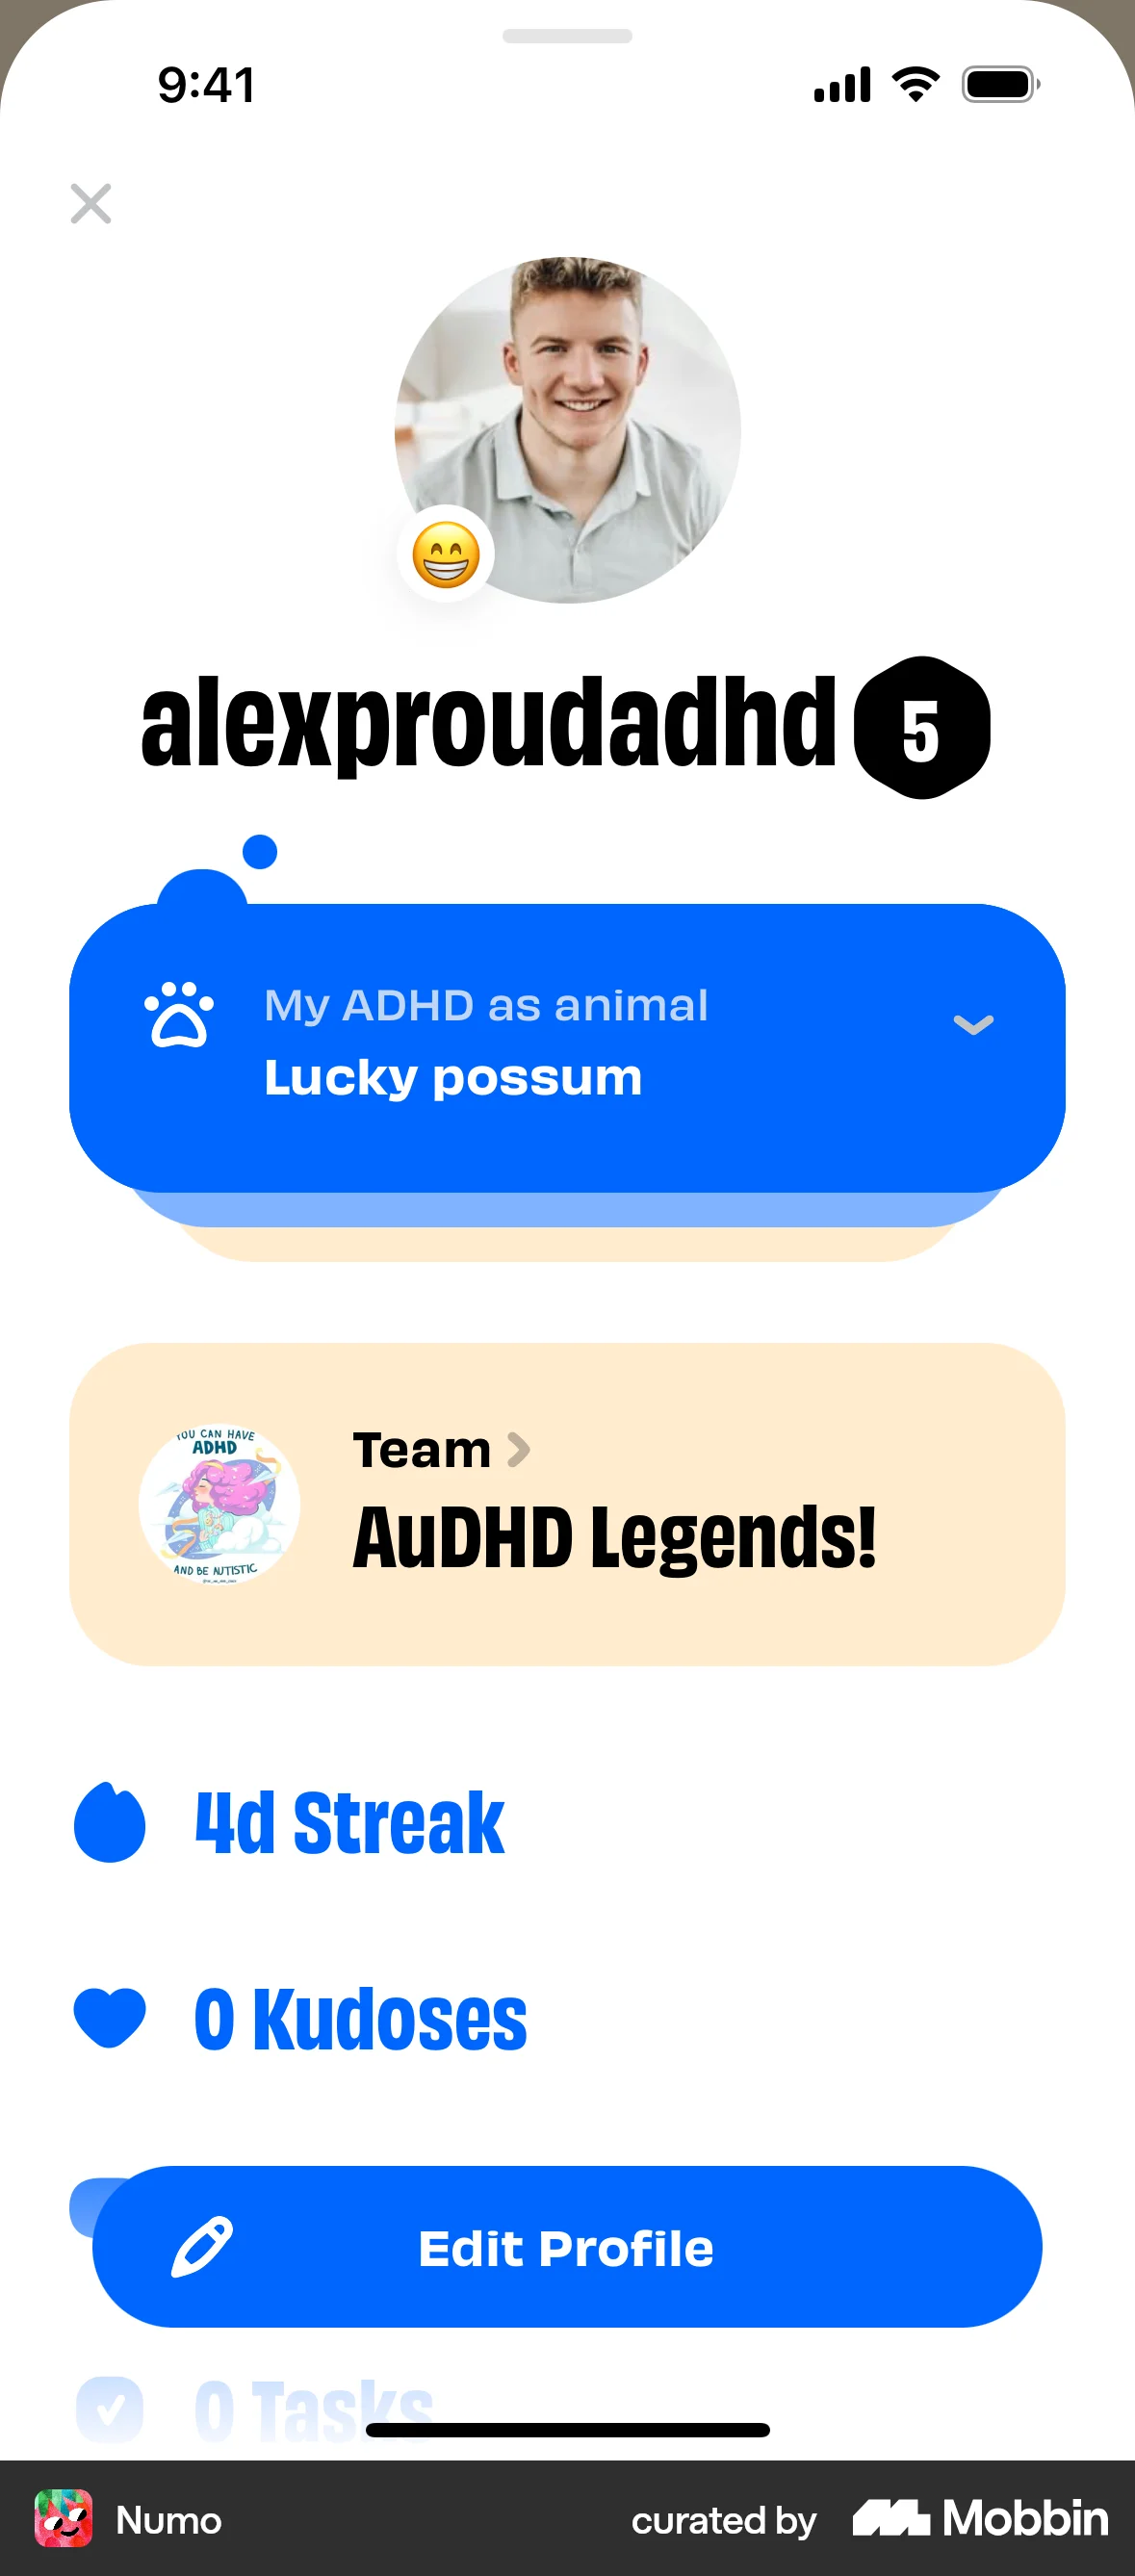 9:41
alexproudadhd 5
My ADHD as animal
Lucky possum
YOU CAN HAVE
ADHD
AND BE AUTISTIC
Team
AuDHD Legends!
4d Streak
0 Kudoses
Edit Profile
0 Tasks
Numo
curated by Mobbin